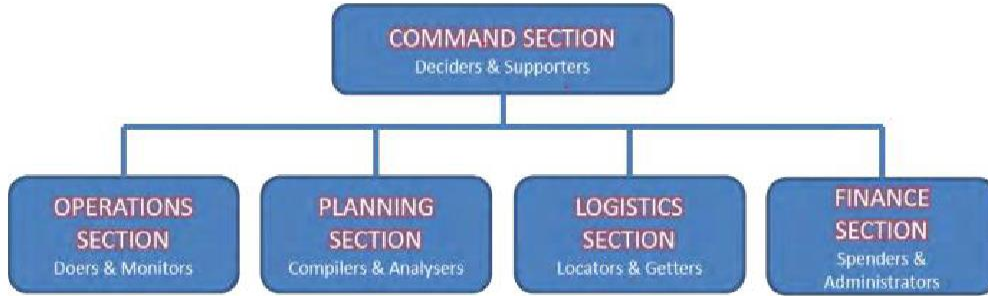 COMMAND SECTION
Deciders & Supporters
OPERATIONS
SECTION
Doers & Monitors
PLANNING
SECTION
Compilers & Analysers
LOGISTICS
SECTION
Locators & Getters
FINANCE
SECTION
Spenders &
Administrators